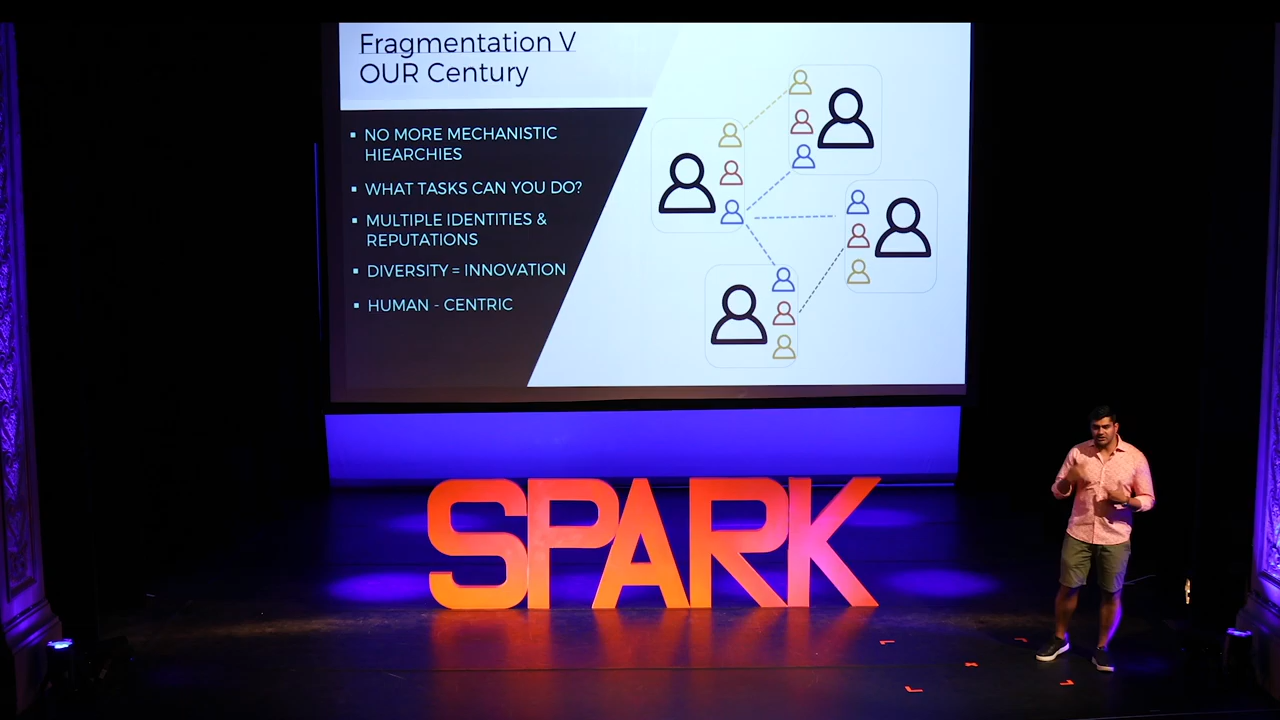 Fragmentation V
OUR Century
▪ NO MORE MECHANISTIC
HIEARCHIES
▪ WHAT TASKS CAN YOU DO?
▪ MULTIPLE IDENTITIES &
REPUTATIONS
▪ DIVERSITY = INNOVATION
▪ HUMAN - CENTRIC
SPARK